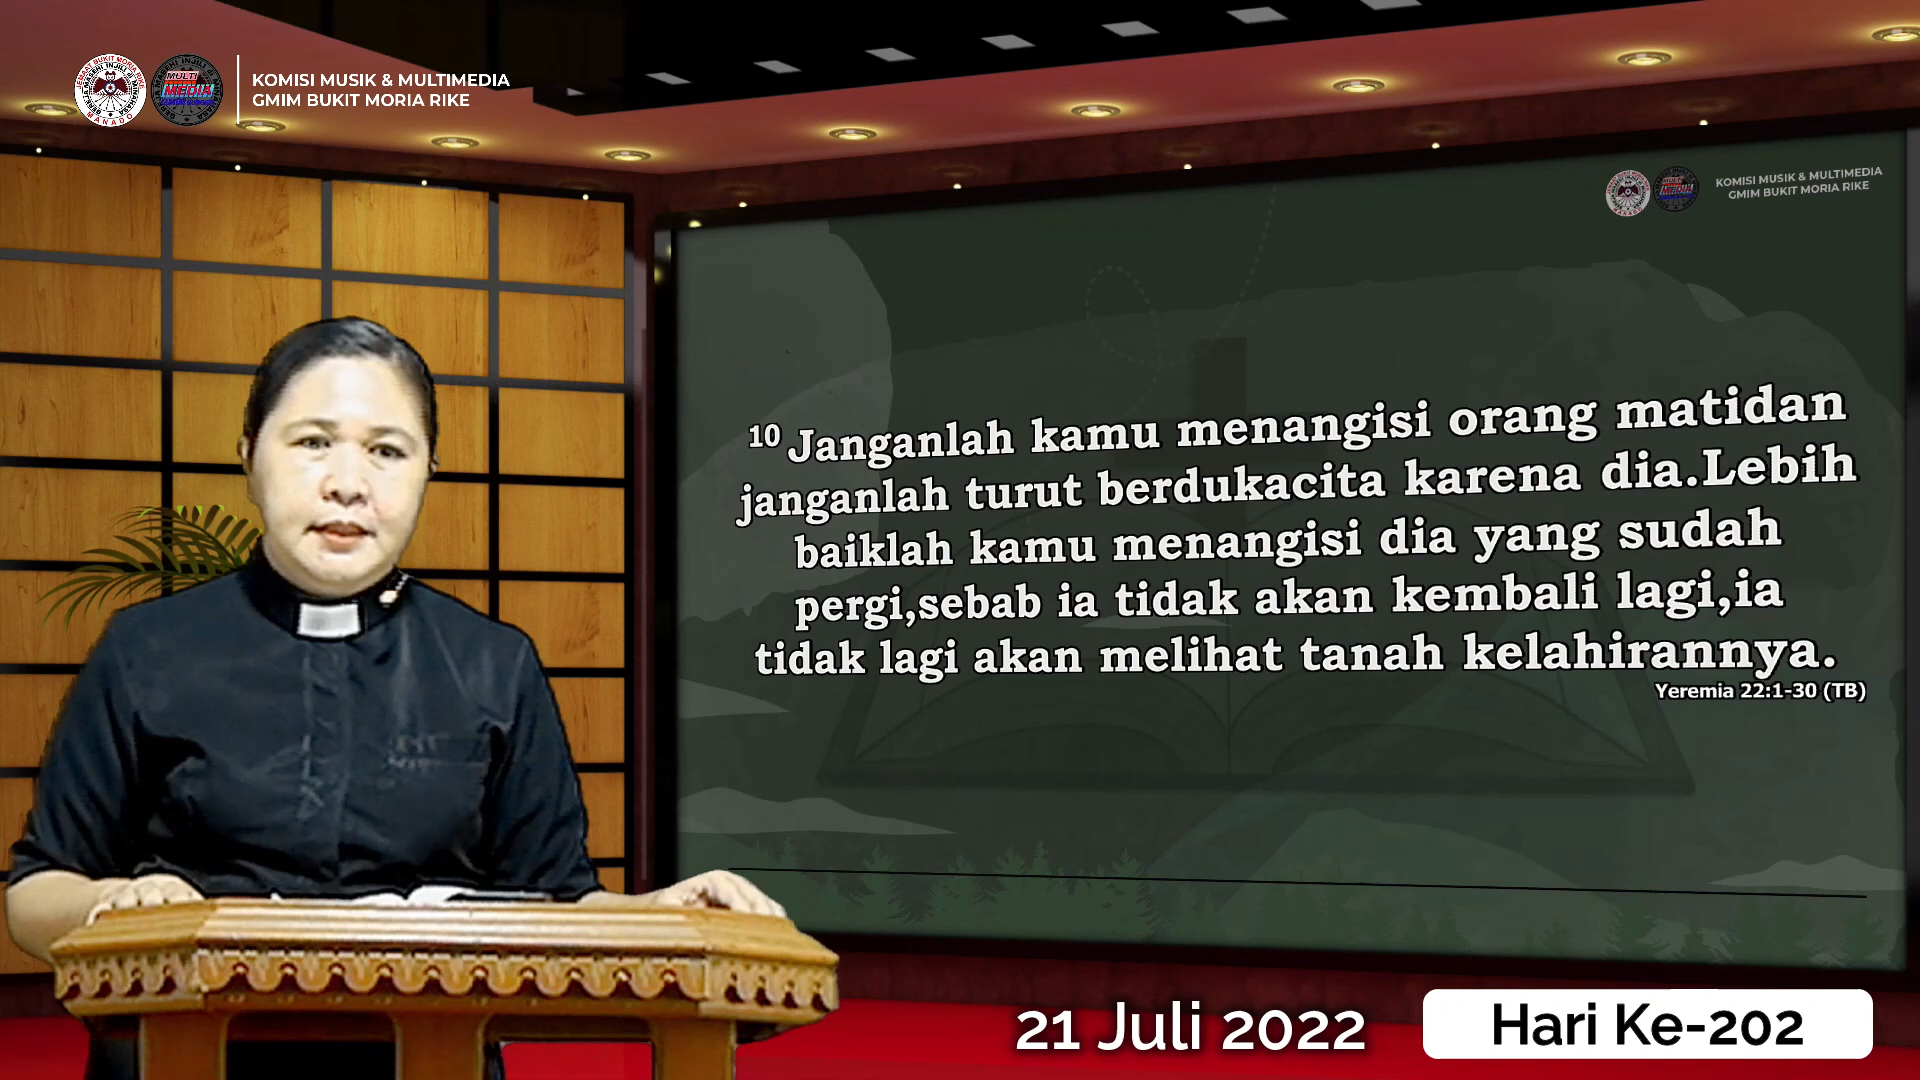 KOMISI MUSIK & MULTIMEDIA
GMIM BUKIT MORIA RIKE
MULTI
MEDIA
MANADO
KOMISI MUSIK & MULTIMEDIA
GMIM BUKIT MORIA RIKE
10 Janganlah kamu menangisi orang matidan
janganlah turut berdukacita karena dia.Lebih
baiklah kamu menangisi dia yang sudah
pergi,sebab ia tidak akan kembali lagi,ia
tidak lagi akan melihat tanah kelahirannya.
Yeremia 22:1-30 (TB)
21 Juli 2022
Hari Ke-202